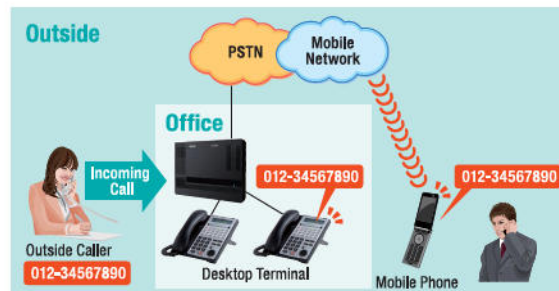 Outside
PSTN
Mobile
Network
Office
Incoming
Call
012-34567890
012-34567890
Outside Caller
012-34567890
Desktop Terminal
Mobile Phone